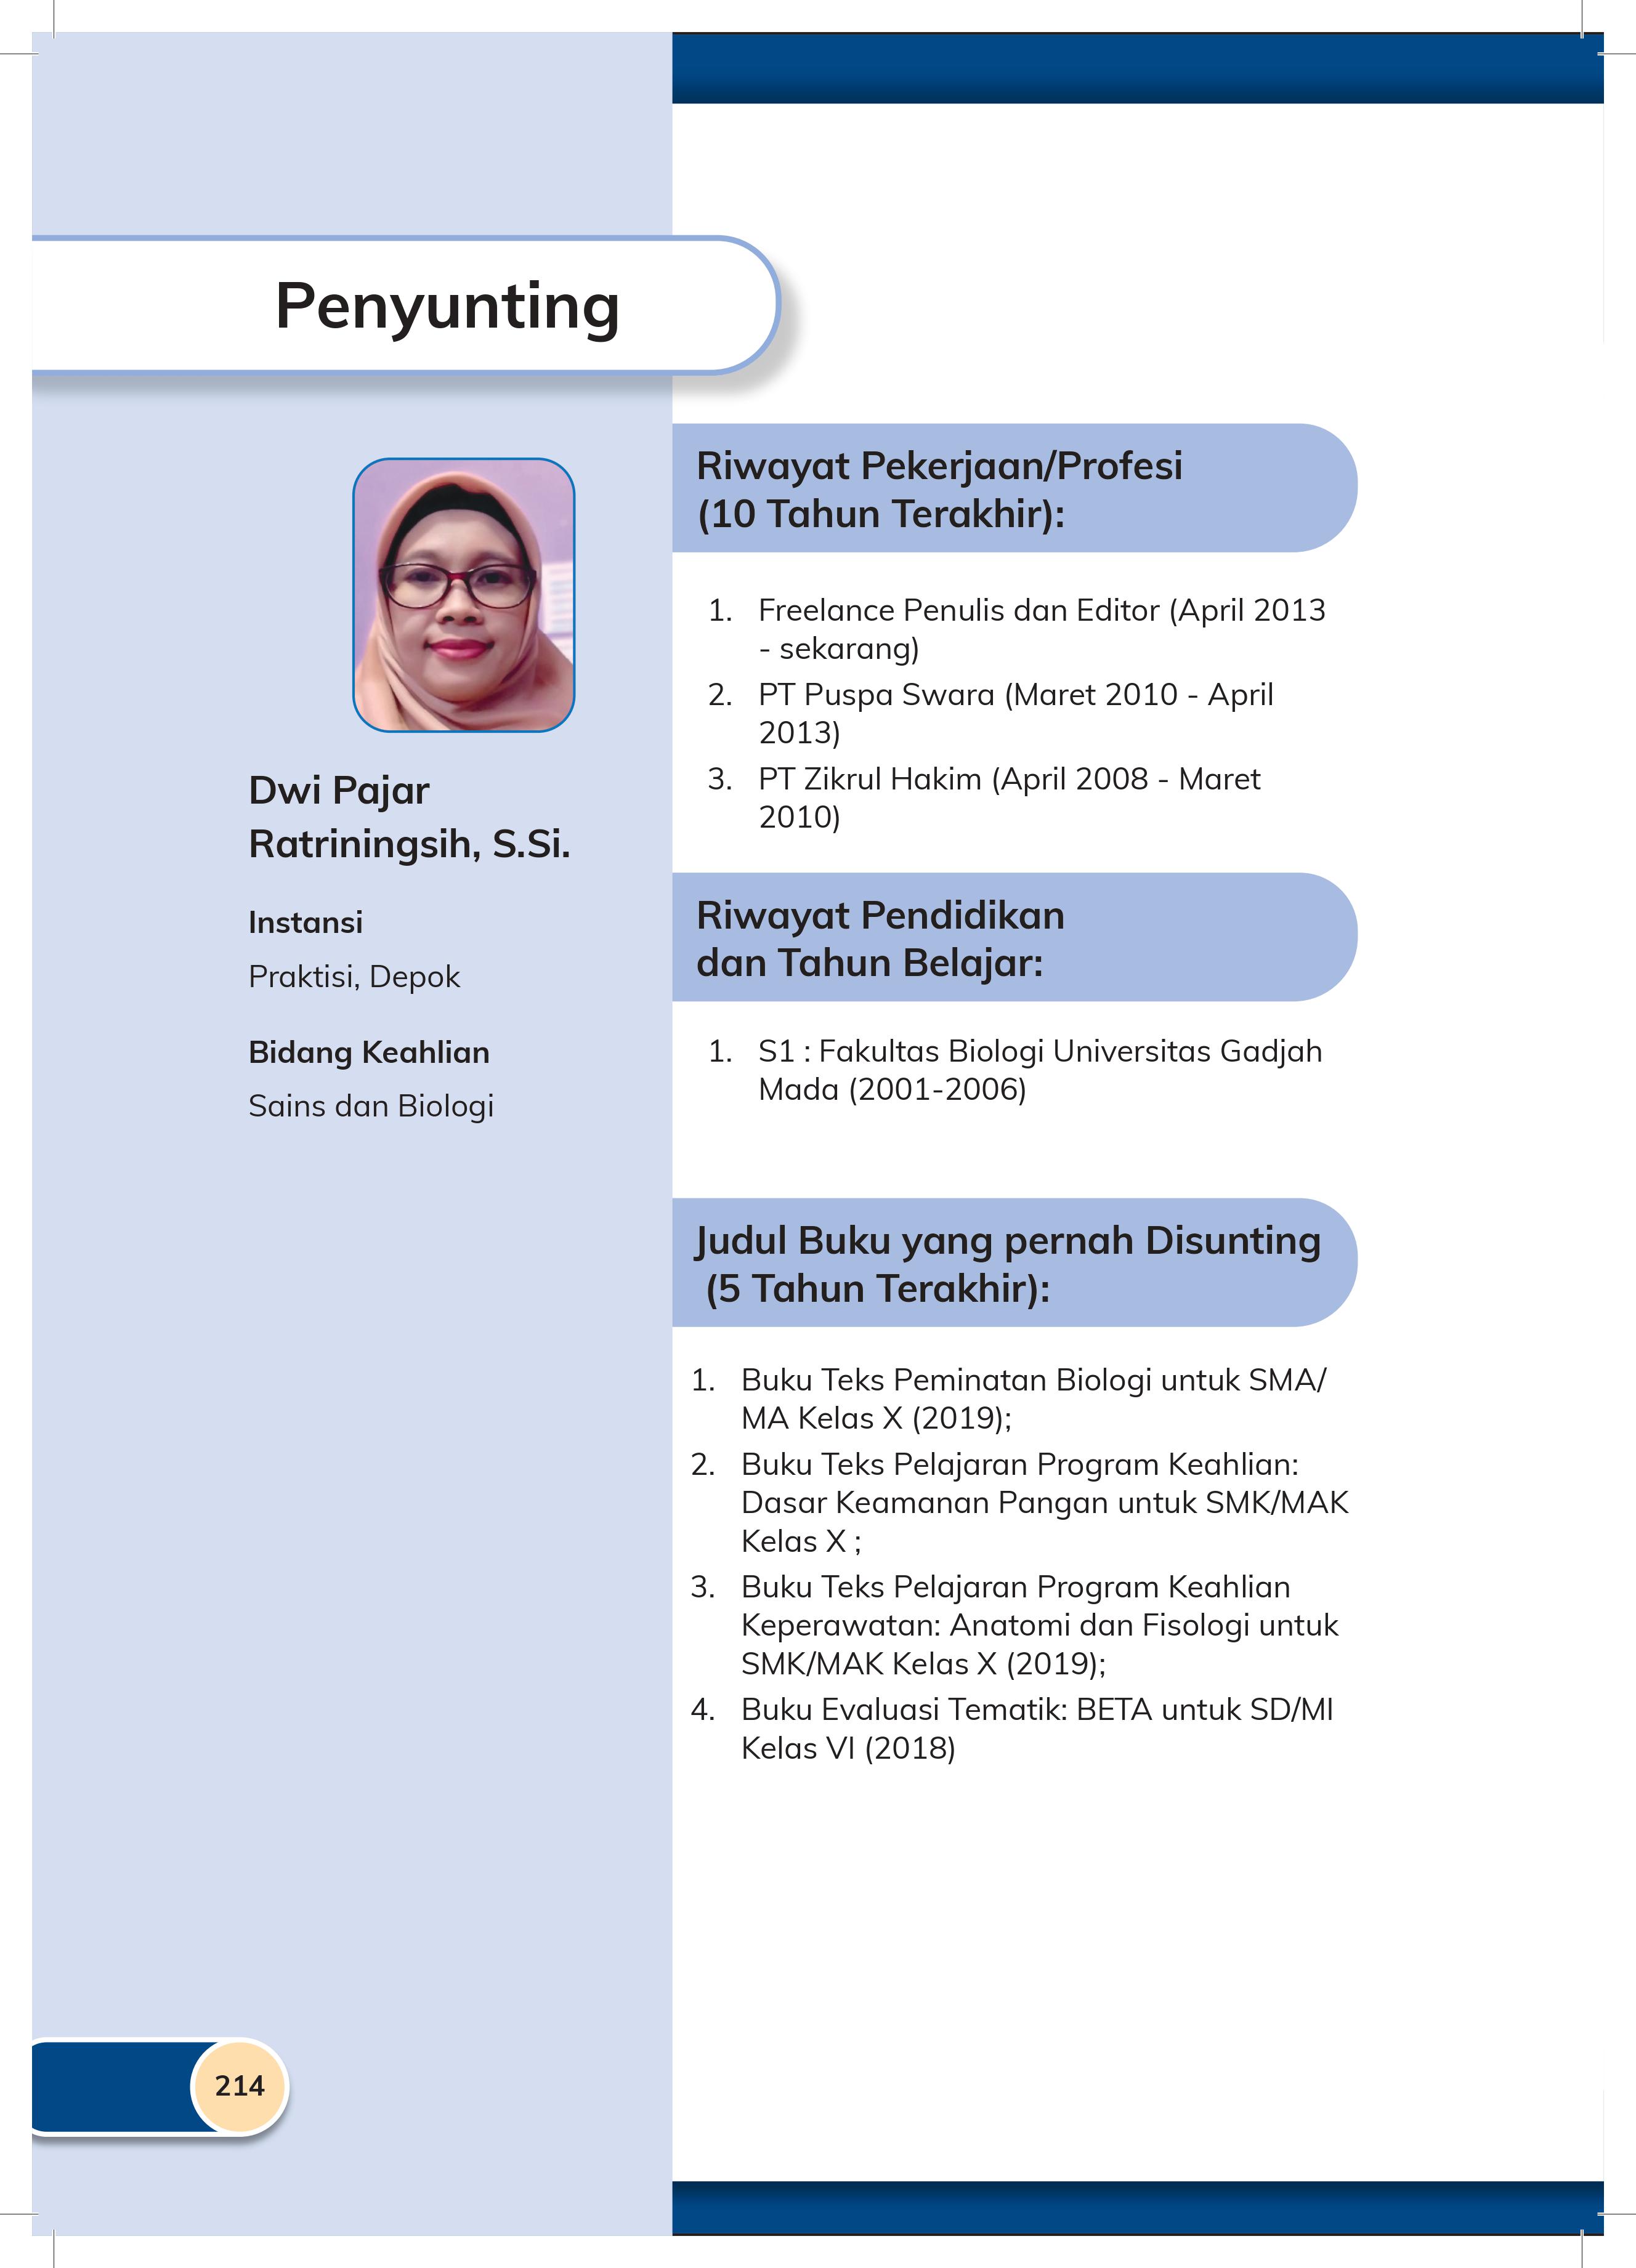 Penyunting
Dwi Pajar
Ratriningsih, S.Si.
Instansi
Praktisi, Depok
Bidang Keahlian
Sains dan Biologi
Riwayat Pekerjaan/Profesi
(10 Tahun Terakhir):
1. Freelance Penulis dan Editor (April 2013
- sekarang)
2. PT Puspa Swara (Maret 2010 - April
2013)
3. PT Zikrul Hakim (April 2008 - Maret
2010)
Riwayat Pendidikan
dan Tahun Belajar:
1. S1 : Fakultas Biologi Universitas Gadjah
Mada (2001-2006)
Judul Buku yang pernah Disunting
(5 Tahun Terakhir):
1. Buku Teks Peminatan Biologi untuk SMA/
MA Kelas X (2019);
2. Buku Teks Pelajaran Program Keahlian:
Dasar Keamanan Pangan untuk SMK/MAK
Kelas X ;
3. Buku Teks Pelajaran Program Keahlian
Keperawatan: Anatomi dan Fisologi untuk
SMK/MAK Kelas X (2019);
4. Buku Evaluasi Tematik: BETA untuk SD/MI
Kelas VI (2018)
214